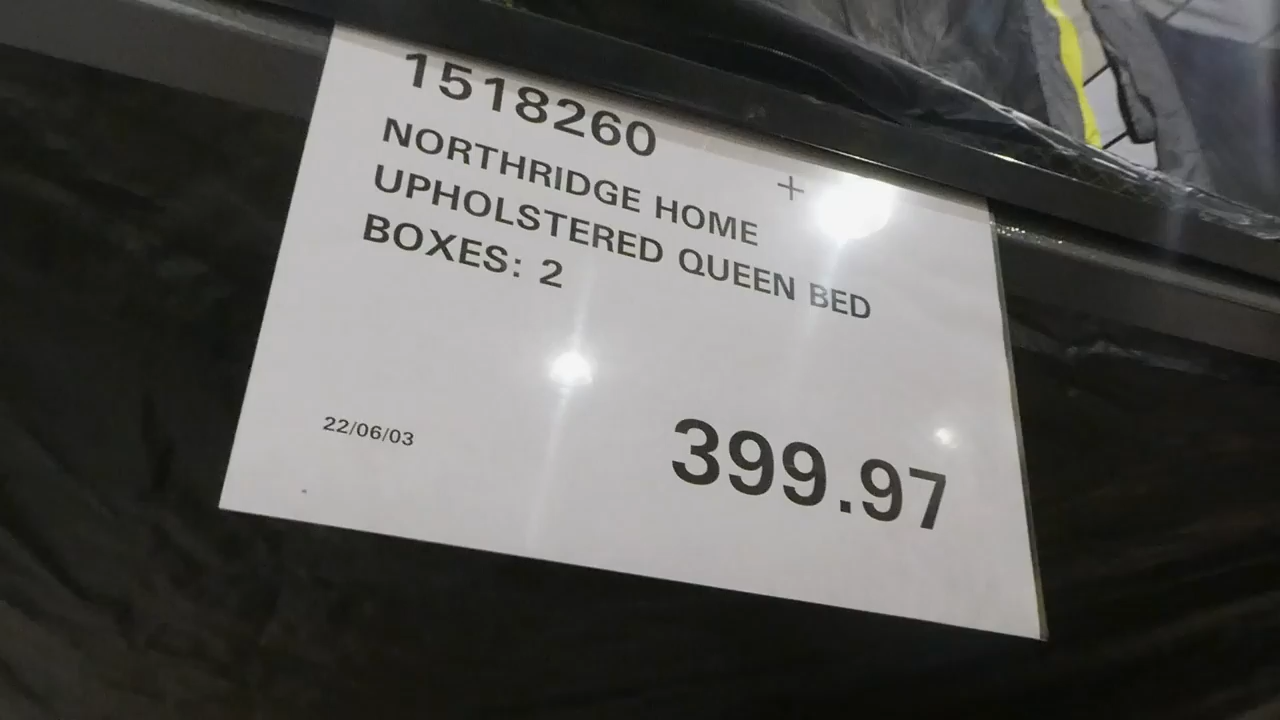 1518260
NORTHRIDGE HOME +
UPHOLSTERED QUEEN BED
BOXES: 2
22/06/03
399.97